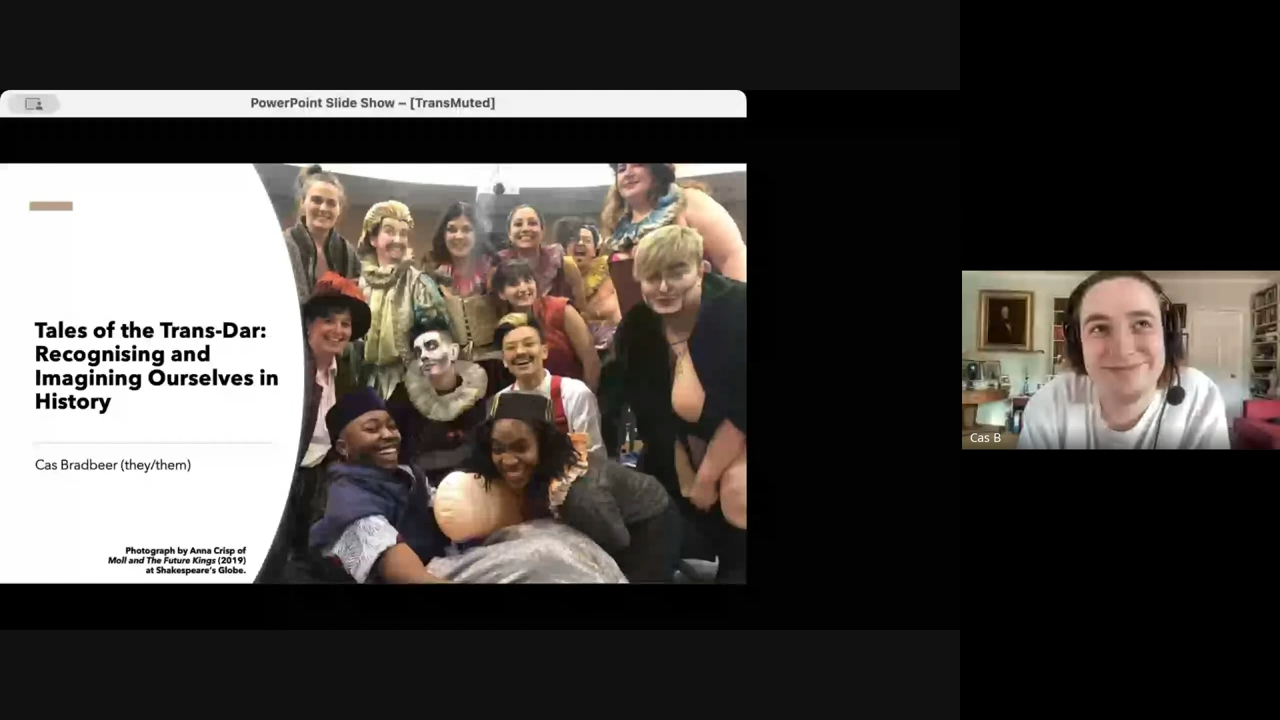 PowerPoint Slide Show – [TransMuted]
Tales of the Trans-Dar:
Recognising and
Imagining Ourselves in
History
Cas Bradbeer (they/them)
Photograph by Anna Crisp of
Moll and The Future Kings (2019)
at Shakespeare's Globe.
Cas B